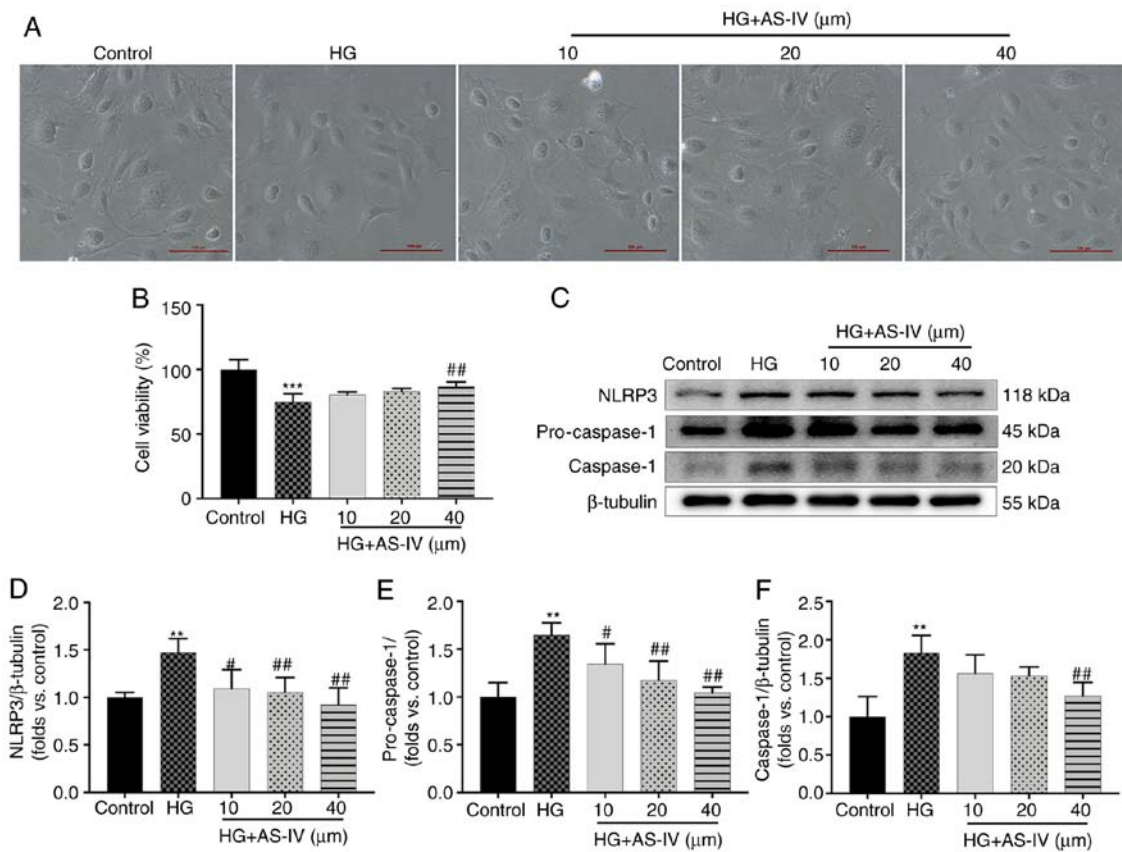 A
HG+AS-IV (μm)
Control HG 10 20 40
B
Cell viability (%)
150
100
50
0
***
##
Control HG 10 20 40
HG+AS-IV (μm)
C
HG+AS-IV (μm)
Control HG 10 20 40
NLRP3 118 kDa
Pro-caspase-1 45 kDa
Caspase-1 20 kDa
β-tubulin 55 kDa
D
NLRP3/β-tubulin
(folds vs. control)
2.0
1.5
1.0
0.5
0.0
**
#
##
##
Control HG 10 20 40
HG+AS-IV (μm)
E
Pro-caspase-1/
(folds vs. control)
2.0
1.5
1.0
0.5
0.0
**
#
##
##
Control HG 10 20 40
HG+AS-IV (μm)
F
Caspase-1/β-tubulin
(folds vs. control)
2.5
2.0
1.5
1.0
0.5
0.0
**
##
Control HG 10 20 40
HG+AS-IV (μm)